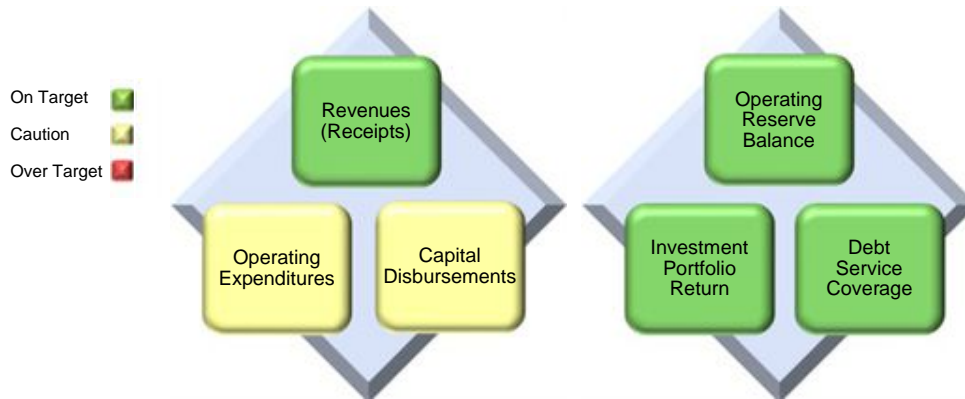 On Target
Caution
Over Target
Revenues
(Receipts)
Operating
Expenditures
Capital
Disbursements
Operating
Reserve
Balance
Investment
Portfolio
Return
Debt
Service
Coverage